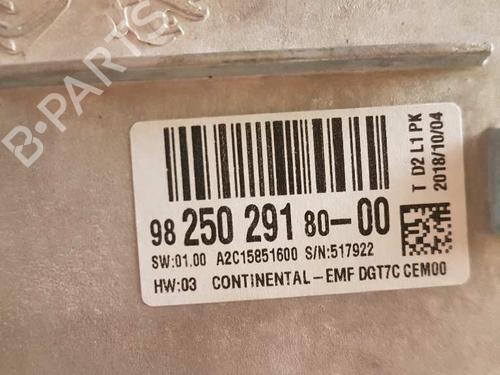 B-PARTS
98 250 291 80-00
SW:01.00 A2C15851600 S/N:517922
HW:03 CONTINENTAL-EMF DGT7C CEM00
T D2 L1 PK
2018/10/04